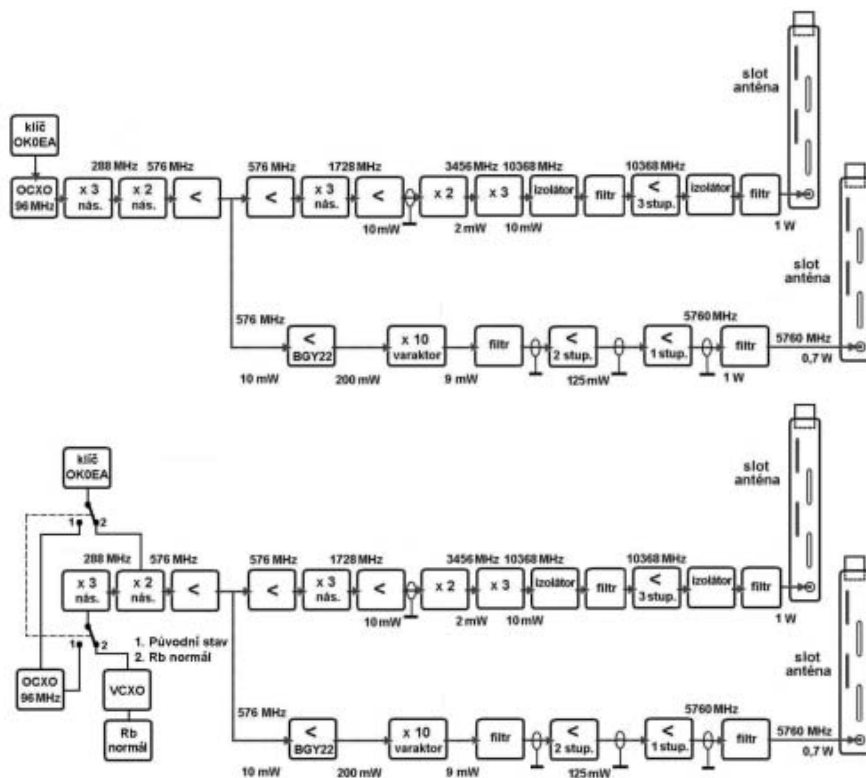 slot
anténa
klíč
OK0EA
288 MHz 576 MHz 576 MHz 1728 MHz 3456 MHz 10368 MHz 10368 MHz
OCXO
96 MHz
x 3
nás.
x 2
nás.
<
<
x 3
nás.
<
x 2
x 3
izolátor
filtr
<
3 stup.
izolátor
filtr
10 mW 2 mW 10 mW 1 W
slot
anténa
576 MHz 5760 MHz
<
BGY22
x 10
varaktor
filtr
<
2 stup.
<
1 stup.
filtr
5760 MHz
0,7 W
10 mW 200 mW 9 mW 125 mW 1 W
klíč
OK0EA
slot
anténa
1 2
288 MHz 576 MHz 576 MHz 1728 MHz 3456 MHz 10368 MHz 10368 MHz
x 3
nás.
x 2
nás.
<
<
x 3
nás.
<
x 2
x 3
izolátor
filtr
<
3 stup.
izolátor
filtr
10 mW 2 mW 10 mW 1 W
1 2
1. Původní stav
2. Rb normál
slot
anténa
OCXO
96 MHz
VCXO
Rb
normál
576 MHz 5760 MHz
<
BGY22
x 10
varaktor
filtr
<
2 stup.
<
1 stup.
filtr
5760 MHz
0,7 W
10 mW 200 mW 9 mW 125 mW 1 W